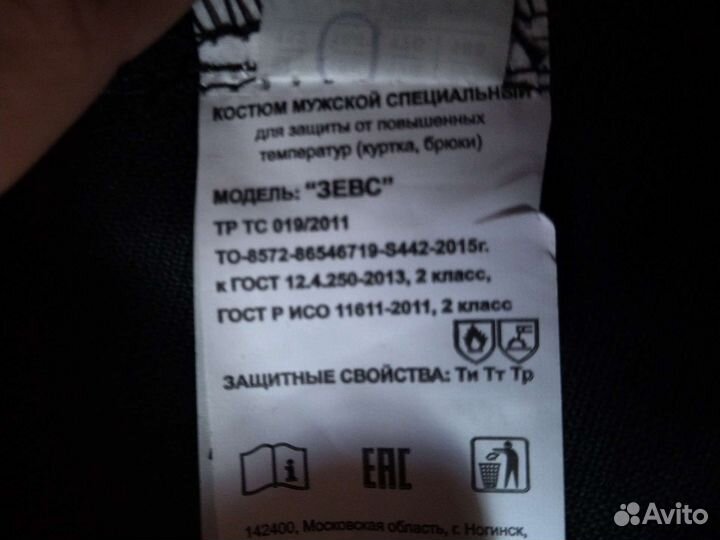 КОСТЮМ МУЖСКОЙ СПЕЦИАЛЬНЫЙ
для защиты от повышенных
температур (куртка, брюки)
МОДЕЛЬ: "ЗЕВС"
ТР ТС 019/2011
ТО-8572-86546719-S442-2015г.
к ГОСТ 12.4.250-2013, 2 класс,
ГОСТ Р ИСО 11611-2011, 2 класс
ЗАЩИТНЫЕ СВОЙСТВА: Ти Тт Тр
i
EAC
142400, Московская область, г. Ногинск,
Avito